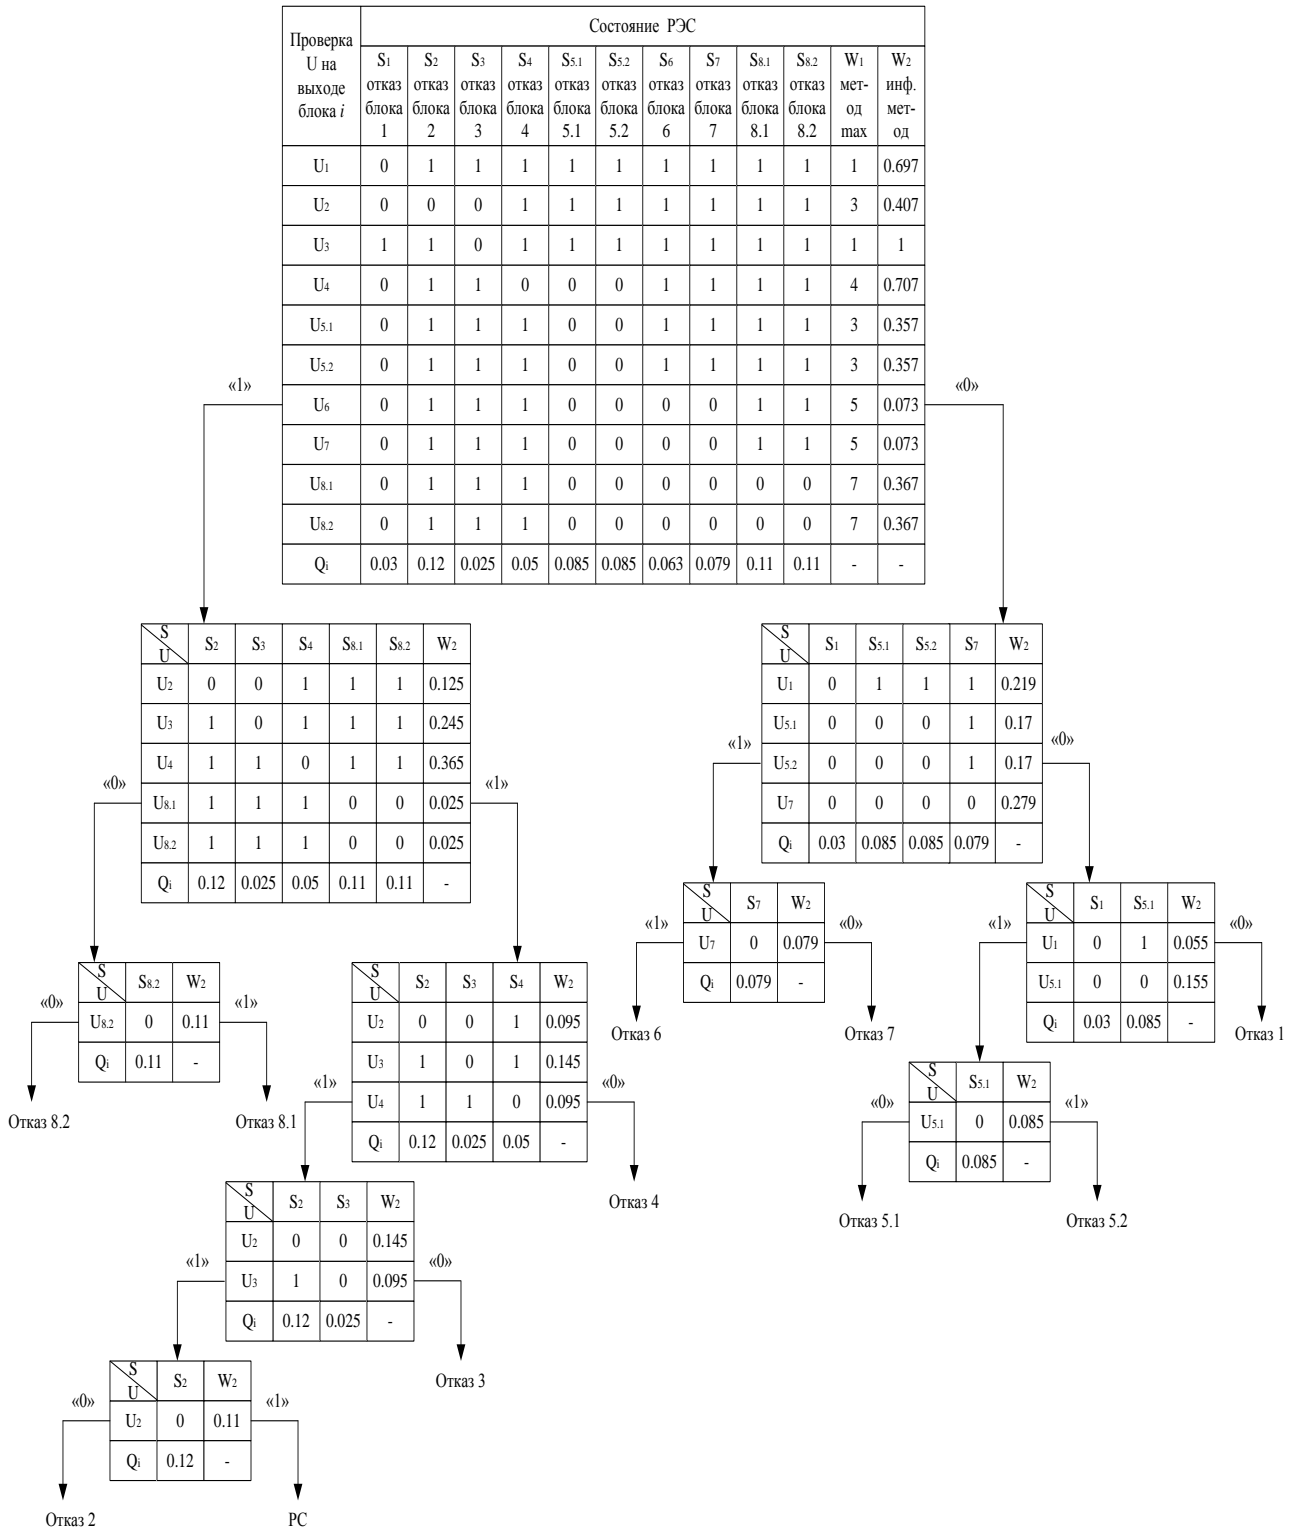 Состояние РЭС
Проверка U на выходе блока i | S1 отказ блока 1 | S2 отказ блока 2 | S3 отказ блока 3 | S4 отказ блока 4 | S5.1 отказ блока 5.1 | S5.2 отказ блока 5.2 | S6 отказ блока 6 | S7 отказ блока 7 | S8.1 отказ блока 8.1 | S8.2 отказ блока 8.2 | W1 мет-од max | W2 инф. мет-од
U1 0 1 1 1 1 1 1 1 1 1 1 0.697
U2 0 0 0 1 1 1 1 1 1 1 3 0.407
U3 1 1 0 1 1 1 1 1 1 1 1 1
U4 0 1 1 0 0 0 1 1 1 1 4 0.707
U5.1 0 1 1 1 0 0 1 1 1 1 3 0.357
U5.2 0 1 1 1 0 0 1 1 1 1 3 0.357
«1» «0»
U6 0 1 1 1 0 0 0 0 1 1 5 0.073
U7 0 1 1 1 0 0 0 0 1 1 5 0.073
U8.1 0 1 1 1 0 0 0 0 0 0 7 0.367
U8.2 0 1 1 1 0 0 0 0 0 0 7 0.367
Qi 0.03 0.12 0.025 0.05 0.085 0.085 0.063 0.079 0.11 0.11 - -
S U S2 S3 S4 S8.1 S8.2 W2
U2 0 0 1 1 1 0.125
U3 1 0 1 1 1 0.245
U4 1 1 0 1 1 0.365
«0» «1»
U8.1 1 1 1 0 0 0.025
U8.2 1 1 1 0 0 0.025
Qi 0.12 0.025 0.05 0.11 0.11 -
S U S1 S5.1 S5.2 S7 W2
U1 0 1 1 1 0.219
U5.1 0 0 0 1 0.17
«1» «0»
U5.2 0 0 0 1 0.17
U7 0 0 0 0 0.279
Qi 0.03 0.085 0.085 0.079 -
S U S7 W2
«1» U7 0 0.079 «0»
Qi 0.079 -
Отказ 6 Отказ 7
S U S1 S5.1 W2
«1» U1 0 1 0.055 «0»
U5.1 0 0 0.155
Qi 0.03 0.085 -
Отказ 1
S U S8.2 W2
«0» U8.2 0 0.11 «1»
Qi 0.11 -
Отказ 8.2 Отказ 8.1
S U S2 S3 S4 W2
U2 0 0 1 0.095
U3 1 0 1 0.145
«1» «0»
U4 1 1 0 0.095
Qi 0.12 0.025 0.05 -
Отказ 4
S U S5.1 W2
«0» U5.1 0 0.085 «1»
Qi 0.085 -
Отказ 5.1 Отказ 5.2
S U S2 S3 W2
U2 0 0 0.145
«1» «0»
U3 1 0 0.095
Qi 0.12 0.025 -
Отказ 3
S U S2 W2
«0» U2 0 0.11 «1»
Qi 0.12 -
Отказ 2 РС